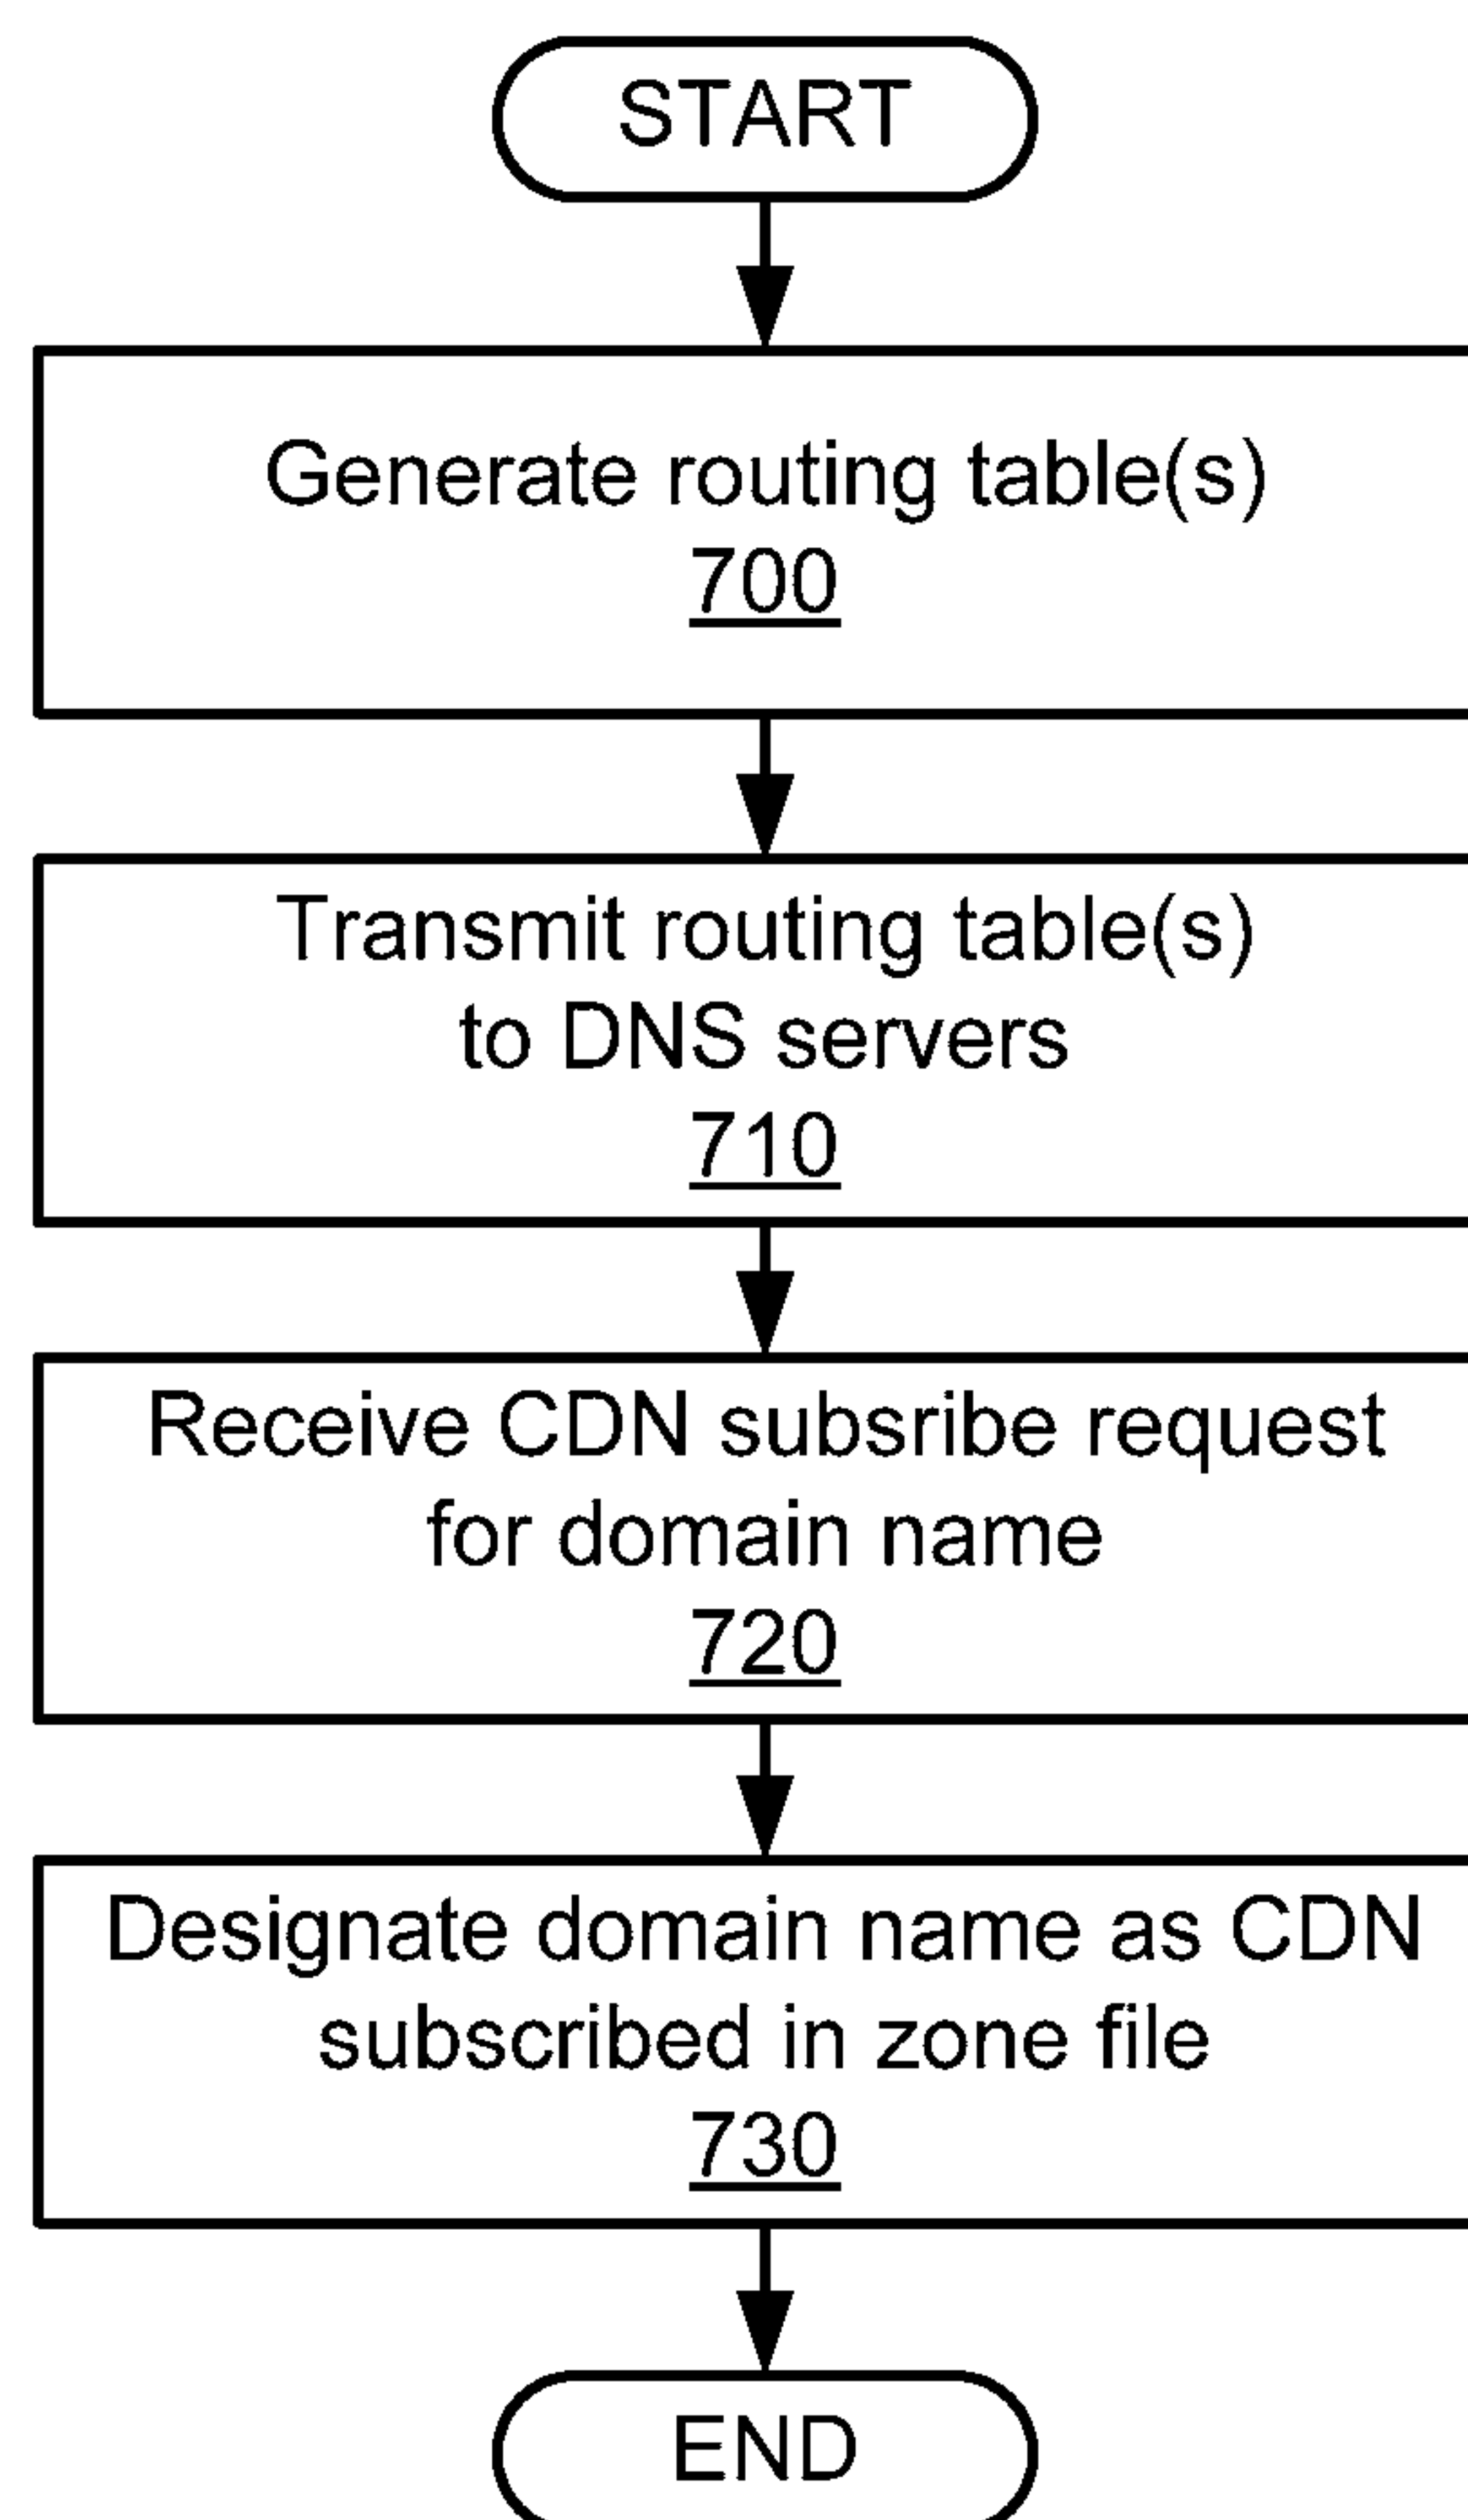 START
Generate routing table(s)
700
Transmit routing table(s)
to DNS servers
710
Receive CDN subsribe request
for domain name
720
Designate domain name as CDN
subscribed in zone file
730
END